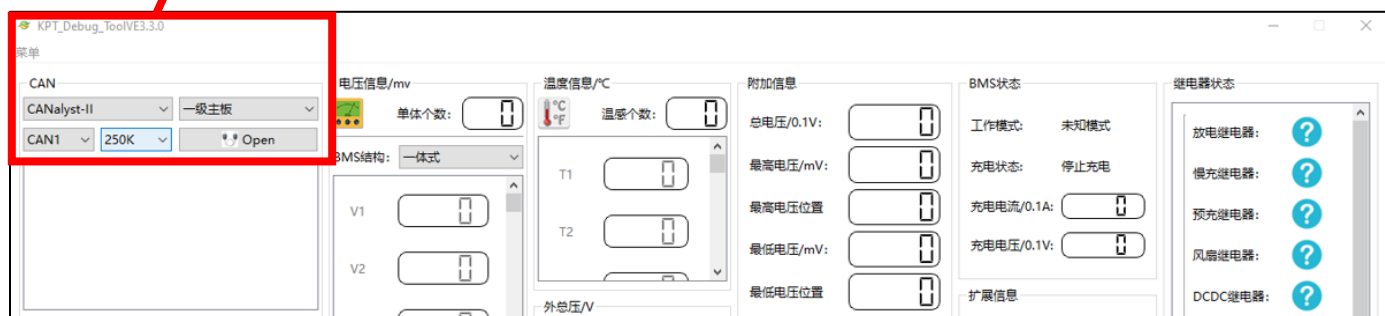 KPT_Debug_ToolVE3.3.0
菜单
CAN
CANalyst-II
一级主板
CAN1
250K
Open
电压信息/mv
单体个数:
0
BMS结构:
一体式
V1
0
V2
0
温度信息/℃
°C
°F
温感个数:
0
T1
0
T2
0
外总压/V
附加信息
总电压/0.1V:
0
最高电压/mV:
0
最高电压位置
0
最低电压/mV:
0
最低电压位置
0
BMS状态
工作模式:
未知模式
充电状态:
停止充电
充电电流/0.1A:
0
充电电压/0.1V:
0
扩展信息
继电器状态
放电继电器:
?
慢充继电器:
?
预充继电器:
?
风扇继电器:
?
DCDC继电器:
?